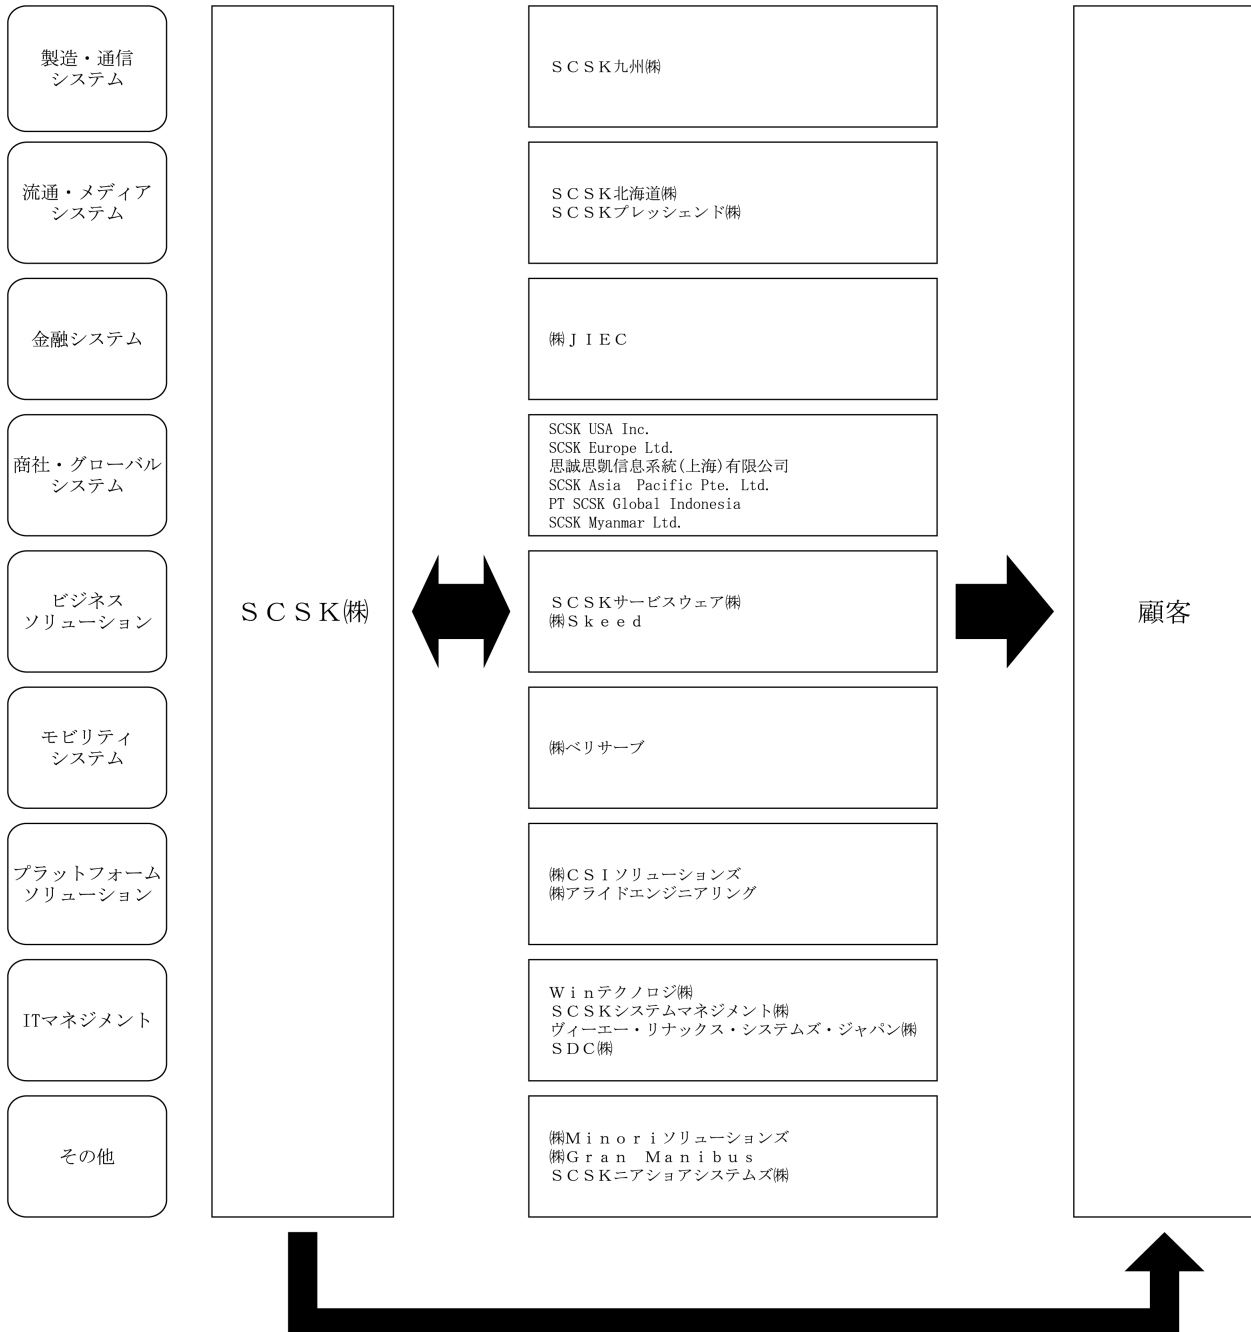 製造・通信
システム
ＳＣＳＫ九州㈱
流通・メディア
システム
ＳＣＳＫ北海道㈱
ＳＣＳＫプレッシェンド㈱
金融システム
㈱ＪＩＥＣ
商社・グローバル
システム
SCSK USA Inc.
SCSK Europe Ltd.
思誠思凱信息系統(上海)有限公司
SCSK Asia　Pacific Pte. Ltd.
PT SCSK Global Indonesia
SCSK Myanmar Ltd.
ビジネス
ソリューション
ＳＣＳＫ㈱
ＳＣＳＫサービスウェア㈱
㈱Ｓｋｅｅｄ
顧客
モビリティ
システム
㈱ベリサーブ
プラットフォーム
ソリューション
㈱ＣＳＩソリューションズ
㈱アライドエンジニアリング
ITマネジメント
Ｗｉｎテクノロジ㈱
ＳＣＳＫシステムマネジメント㈱
ヴィーエー・リナックス・システムズ・ジャパン㈱
ＳＤＣ㈱
その他
㈱Ｍｉｎｏｒｉソリューションズ
㈱Ｇｒａｎ　Ｍａｎｉｂｕｓ
ＳＣＳＫニアショアシステムズ㈱